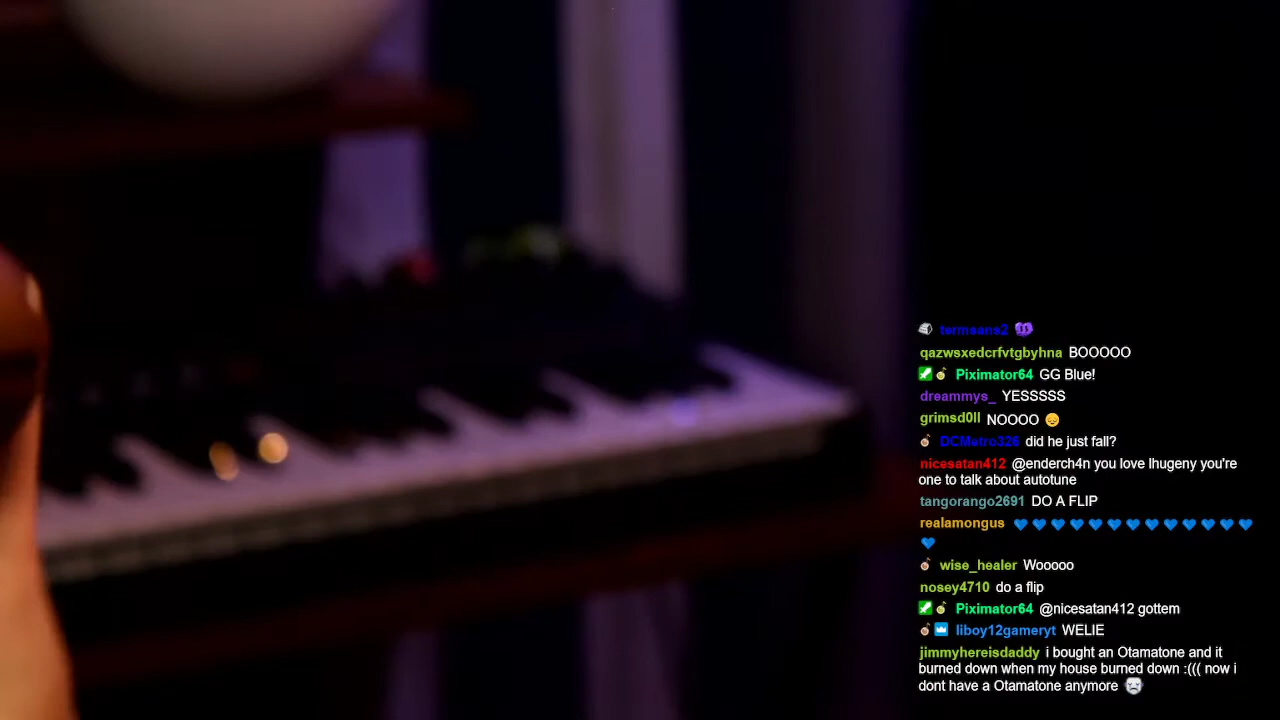 termsans2
qazwsxedcrfvtgbyhna BOOOOO
Piximator64 GG Blue!
dreammys_ YESSSSS
grimsd0ll NOOOO
DCMetro326 did he just fall?
nicesatan412 @enderch4n you love lhugeny you're
one to talk about autotune
tangorango2691 DO A FLIP
realamongus
wise_healer Wooooo
nosey4710 do a flip
Piximator64 @nicesatan412 gottem
liboy12gameryt WELIE
jimmyhereisdaddy i bought an Otamatone and it
burned down when my house burned down :((( now i
dont have a Otamatone anymore